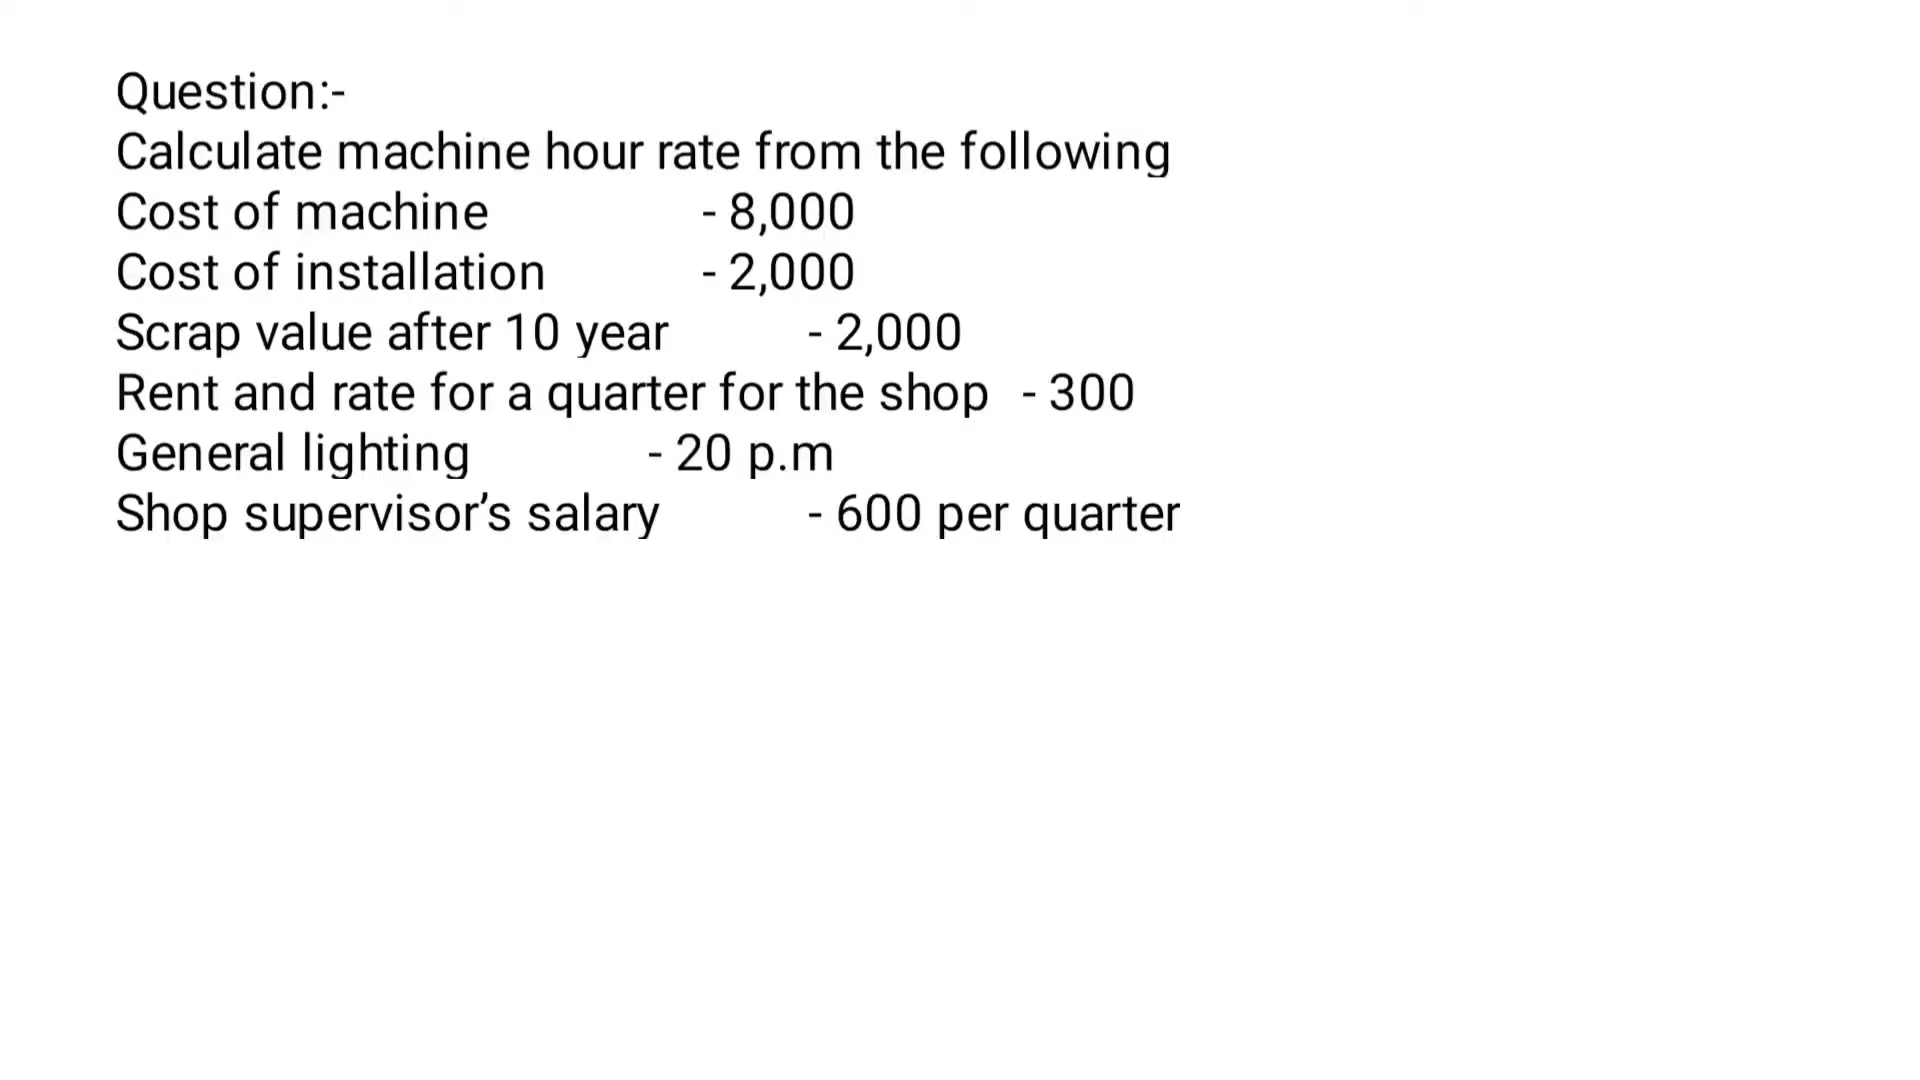 Question:-
Calculate machine hour rate from the following
Cost of machine - 8,000
Cost of installation - 2,000
Scrap value after 10 year - 2,000
Rent and rate for a quarter for the shop - 300
General lighting - 20 p.m
Shop supervisor’s salary - 600 per quarter